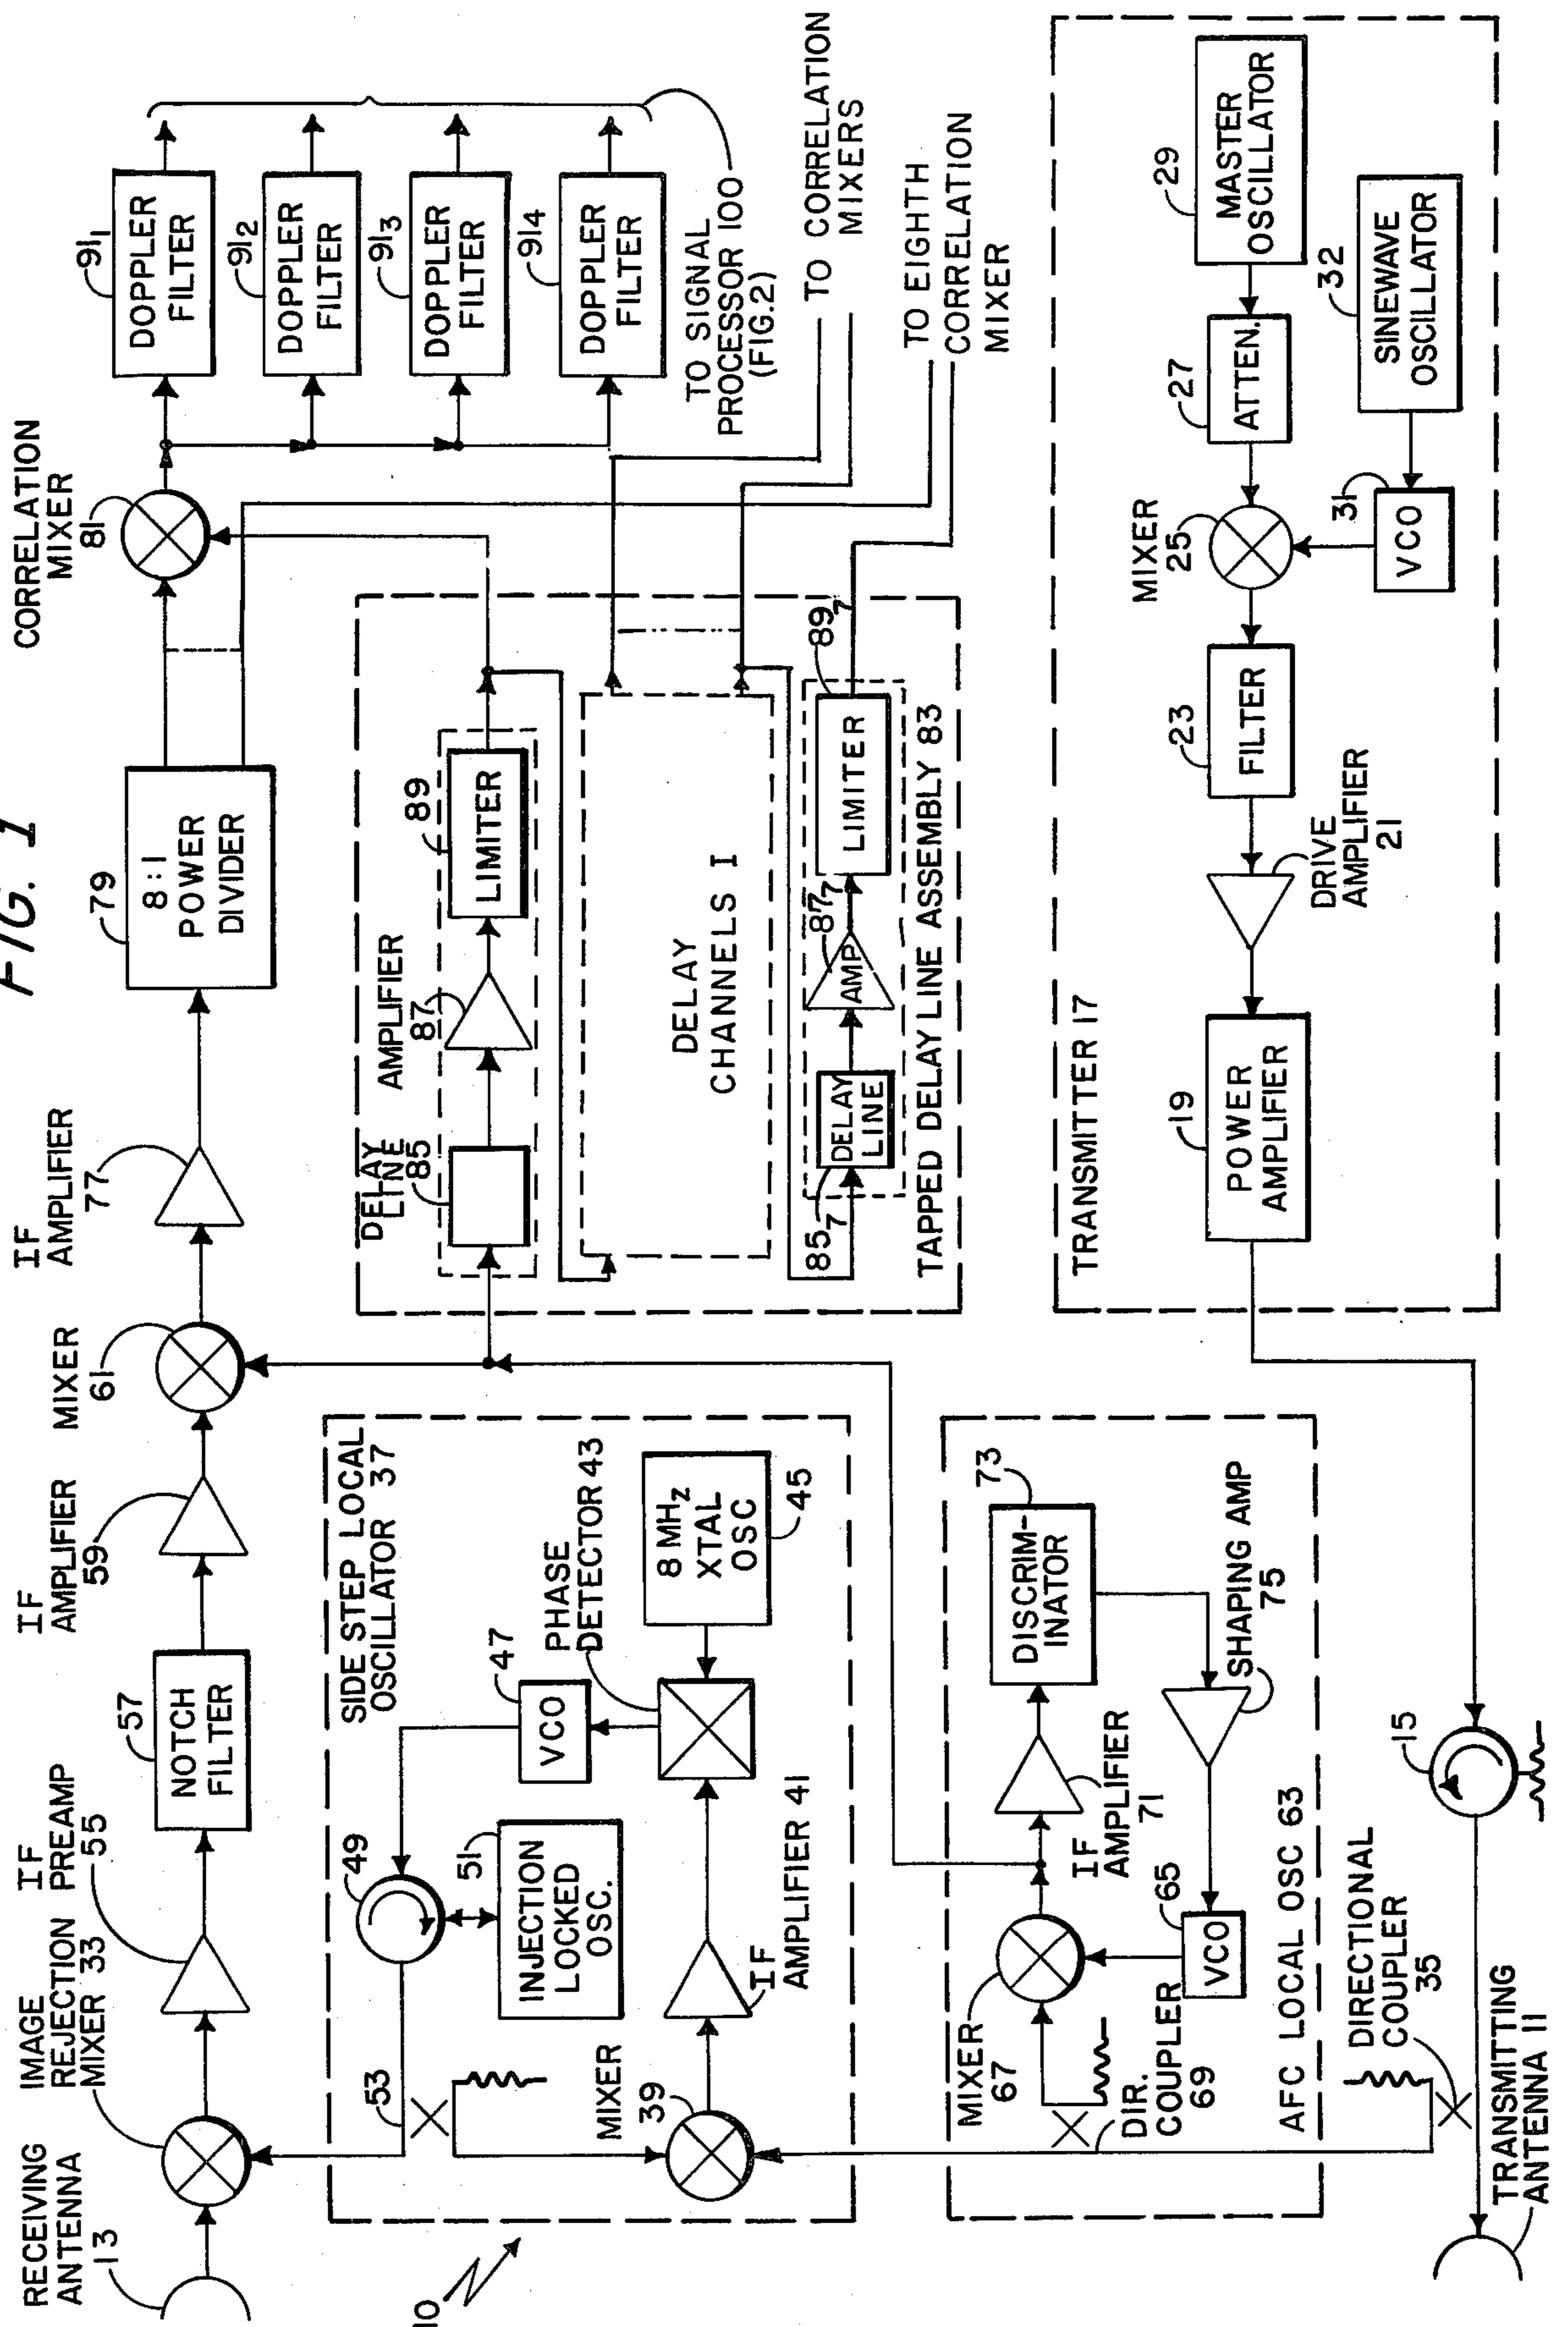 FIG. 1
RECEIVING
ANTENNA
13
IMAGE
REJECTION
MIXER 33
IF
PREAMP
55
57
NOTCH
FILTER
IF
AMPLIFIER
59
MIXER
61
IF
AMPLIFIER
77
79
8:1
POWER
DIVIDER
CORRELATION
MIXER
81
91₁
DOPPLER
FILTER
91₂
DOPPLER
FILTER
91₃
DOPPLER
FILTER
91₄
DOPPLER
FILTER
TO SIGNAL
PROCESSOR 100
(FIG.2)
TO CORRELATION
MIXERS
TO EIGHTH
CORRELATION
MIXER
10
SIDE STEP LOCAL
OSCILLATOR 37
53
49
51
INJECTION
LOCKED
OSC.
47
VCO
PHASE
DETECTOR 43
8 MHz
XTAL
OSC
45
MIXER
39
IF
AMPLIFIER 41
DELAY
LINE
85
AMPLIFIER
87
89
LIMITER
DELAY
CHANNELS I
85₇
DELAY
LINE
87₇
AMP
89₇
LIMITER
7
TAPPED DELAY LINE ASSEMBLY 83
MIXER
67
DIR.
COUPLER
69
65
VCO
IF
AMPLIFIER
71
73
DISCRIM-
INATOR
SHAPING AMP
75
AFC LOCAL OSC 63
DIRECTIONAL
COUPLER
35
TRANSMITTING
ANTENNA 11
15
TRANSMITTER 17
19
POWER
AMPLIFIER
DRIVE
AMPLIFIER
21
23
FILTER
MIXER
25
27
ATTEN.
29
MASTER
OSCILLATOR
31
VCO
32
SINEWAVE
OSCILLATOR